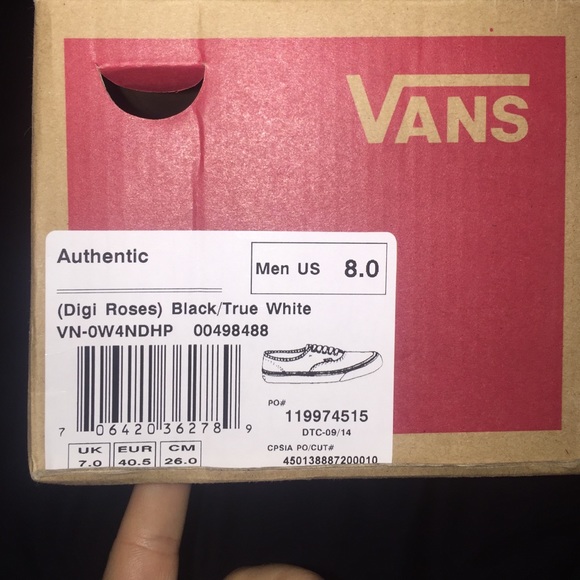 VANS
Authentic
Men US 8.0
(Digi Roses) Black/True White
VN-0W4NDHP 00498488
7 06420 36278 9
PO#
119974515
DTC-09/14
CPSIA PO/CUT#
450138887200010
UK EUR CM
7.0 40.5 26.0